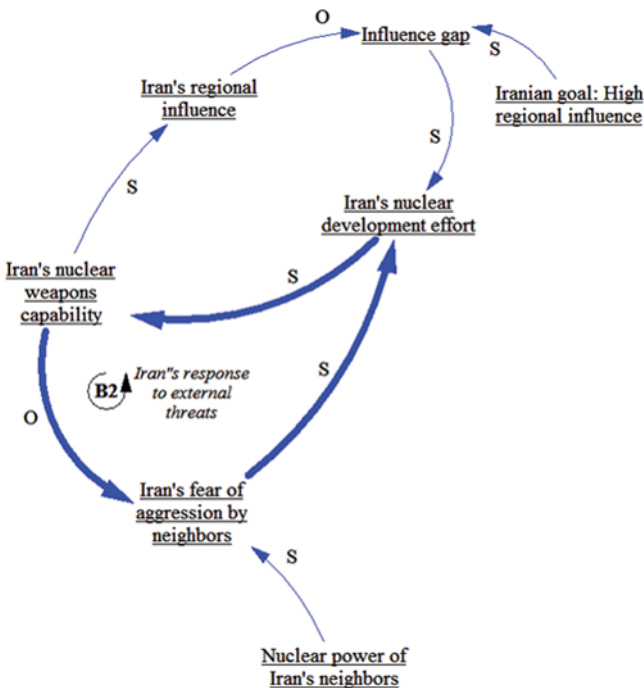 O
Influence gap
S
Iran's regional
influence
Iranian goal: High
regional influence
S
S
Iran's nuclear
development effort
Iran's nuclear
weapons
capability
S
S
B2
Iran"s response
to external
threats
O
Iran's fear of
aggression by
neighbors
S
Nuclear power of
Iran's neighbors